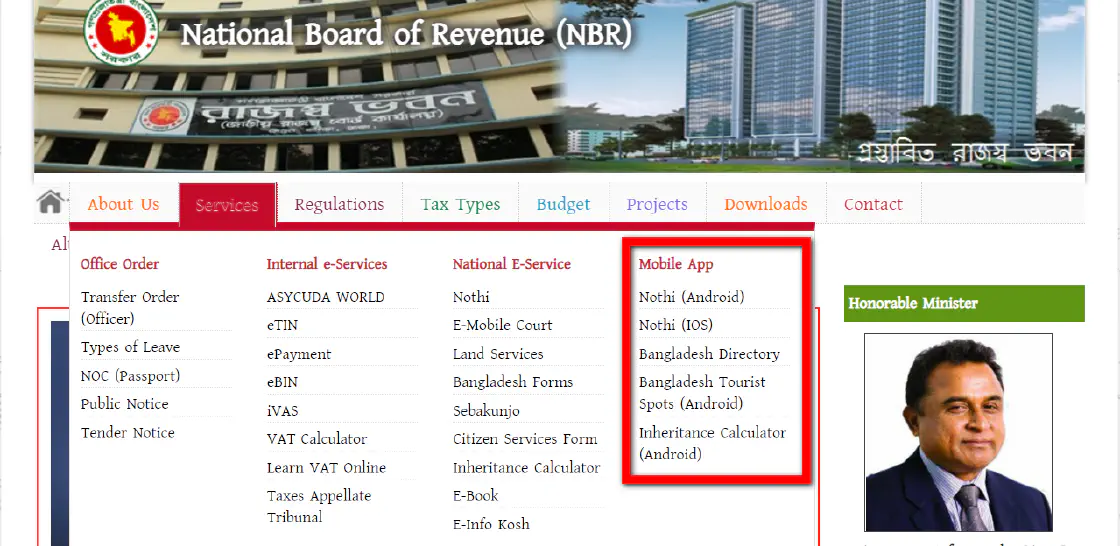 National Board of Revenue (NBR)
রাজস্ব ভবন
(জাতীয় রাজস্ব বোর্ড কার্যালয়)
প্রস্তাবিত রাজস্ব ভবন
About Us
Services
Regulations
Tax Types
Budget
Projects
Downloads
Contact
Office Order
Transfer Order
(Officer)
Types of Leave
NOC (Passport)
Public Notice
Tender Notice
Internal e-Services
ASYCUDA WORLD
eTIN
ePayment
eBIN
iVAS
VAT Calculator
Learn VAT Online
Taxes Appellate
Tribunal
National E-Service
Nothi
E-Mobile Court
Land Services
Bangladesh Forms
Sebakunjo
Citizen Services Form
Inheritance Calculator
E-Book
E-Info Kosh
Mobile App
Nothi (Android)
Nothi (IOS)
Bangladesh Directory
Bangladesh Tourist
Spots (Android)
Inheritance Calculator
(Android)
Honorable Minister